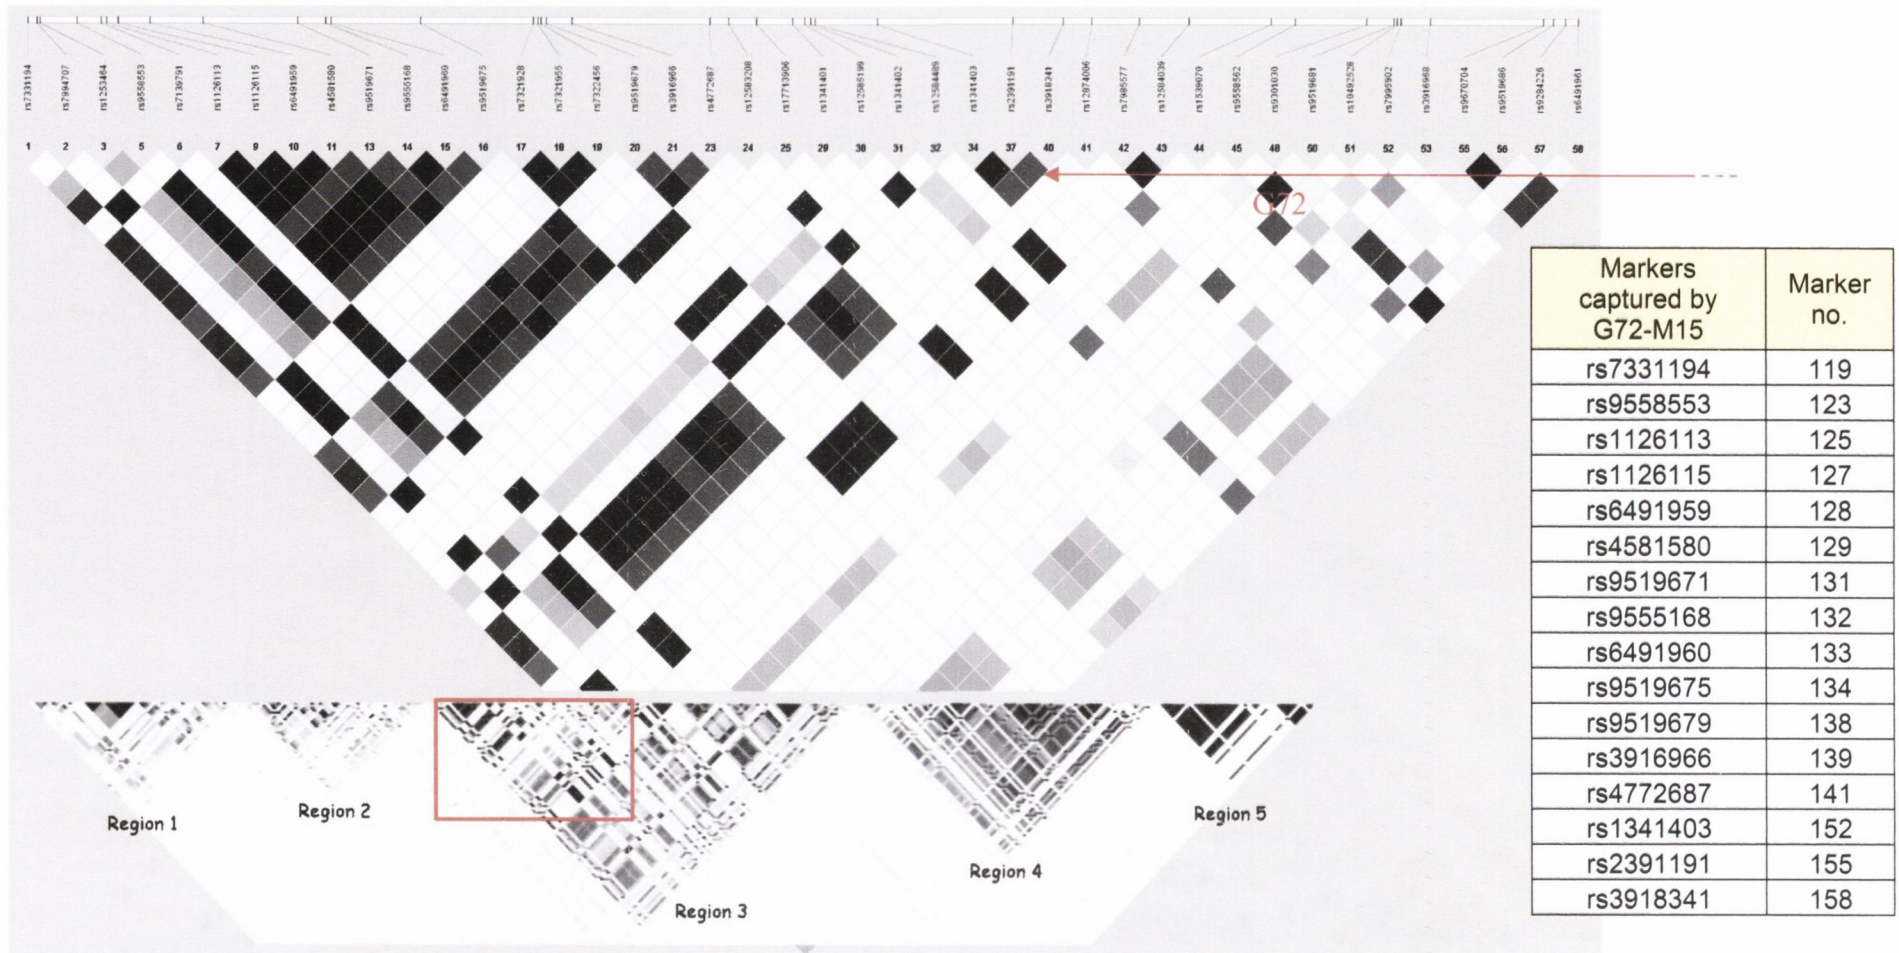 rs7331194 rs7994707 rs12553464 rs9558553 rs7139791 rs1126113 rs1126115 rs6491959 rs4581580 rs9519671 rs9555168 rs6491960 rs9519675 rs7321928 rs7321955 rs7322456 rs9519679 rs3916966 rs4772687 rs12583208 rs17713906 rs1341401 rs12585199 rs1341402 rs12584489 rs1341403 rs2391191 rs3918341 rs12874006 rs7985577 rs12584039 rs1539070 rs9558562 rs9301030 rs9519681 rs10492528 rs7995902 rs3916968 rs9670704 rs9519686 rs9284226 rs6491961
1 2 3 5 6 7 9 10 11 13 14 15 16 17 18 19 20 21 23 24 25 29 30 31 32 34 37 40 41 42 43 44 45 48 50 51 52 53 55 56 57 58
G72
Markers captured by G72-M15 Marker no.
rs7331194 119
rs9558553 123
rs1126113 125
rs1126115 127
rs6491959 128
rs4581580 129
rs9519671 131
rs9555168 132
rs6491960 133
rs9519675 134
rs9519679 138
rs3916966 139
rs4772687 141
rs1341403 152
rs2391191 155
rs3918341 158
Region 1
Region 2
Region 3
Region 4
Region 5